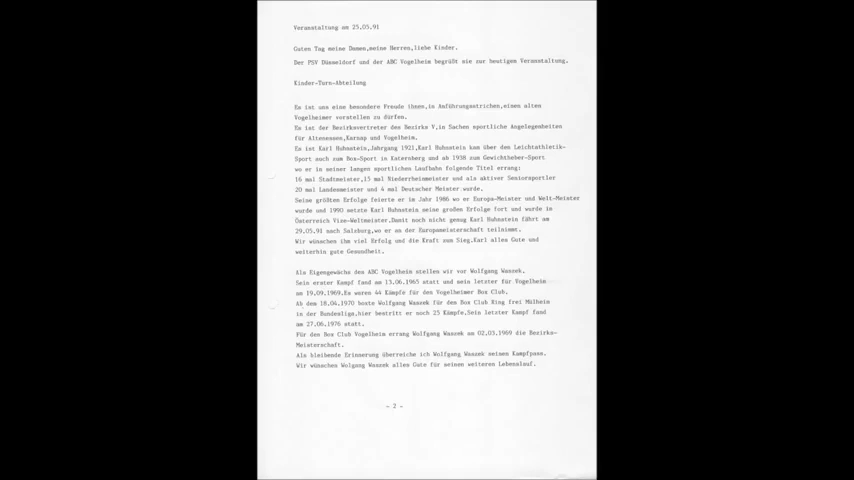 Veranstaltung am 25.05.91
Guten Tag meine Damen,meine Herren,liebe Kinder.
Der PSV Düsseldorf und der ABC Vogelheim begrüßt sie zur heutigen Veranstaltung.
Kinder-Turn-Abteilung
Es ist uns eine besondere Freude ihnen,in Anführungsstrichen,einen alten
Vogelheimer vorstellen zu dürfen.
Es ist der Bezirksvertreter des Bezirks V,in Sachen sportliche Angelegenheiten
für Altenessen, Karnap und Vogelheim.
Es ist Karl Huhnstein,Jahrgang 1921,Karl Huhnstein kam über den Leichtathletik-
Sport auch zum Box-Sport in Katernberg und ab 1938 zum Gewichtheber-Sport
wo er in seiner langen sportlichen Laufbahn folgende Titel errang:
16 mal Stadtmeister,15 mal Niederrheinmeister und als aktiver Seniorsportler
20 mal Landesmeister und 4 mal Deutscher Meister wurde.
Seine größten Erfolge feierte er im Jahr 1986 wo er Europa-Meister und Welt-Meister
wurde und 1990 setzte Karl Huhnstein seine großen Erfolge fort und wurde in
Österreich Vize-Weltmeister.Damit noch nicht genug Karl Huhnstein fährt am
29.05.91 nach Salzburg,wo er an der Europameisterschaft teilnimmt.
Wir wünschen ihm viel Erfolg und die Kraft zum Sieg.Karl alles Gute und
weiterhin gute Gesundheit.
Als Eigengewächs des ABC Vogelheim stellen wir vor Wolfgang Waszek.
Sein erster Kampf fand am 13.06.1965 statt und sein letzter für Vogelheim
am 19.09.1969.Es waren 44 Kämpfe für den Vogelheimer Box Club.
Ab dem 18.04.1970 boxte Wolfgang Waszek für den Box Club Ring frei Mülheim
in der Bundesliga.hier bestritt er noch 25 Kämpfe.Sein letzter Kampf fand
am 27.06.1976 statt.
Für den Box Club Vogelheim errang Wolfgang Waszek am 02.03.1969 die Bezirks-
Meisterschaft.
Als bleibende Erinnerung überreiche ich Wolfgang Waszek seinen Kampfpass.
Wir wünschen Wolgang Waszek alles Gute für seinen weiteren Lebenslauf.
- 2 -